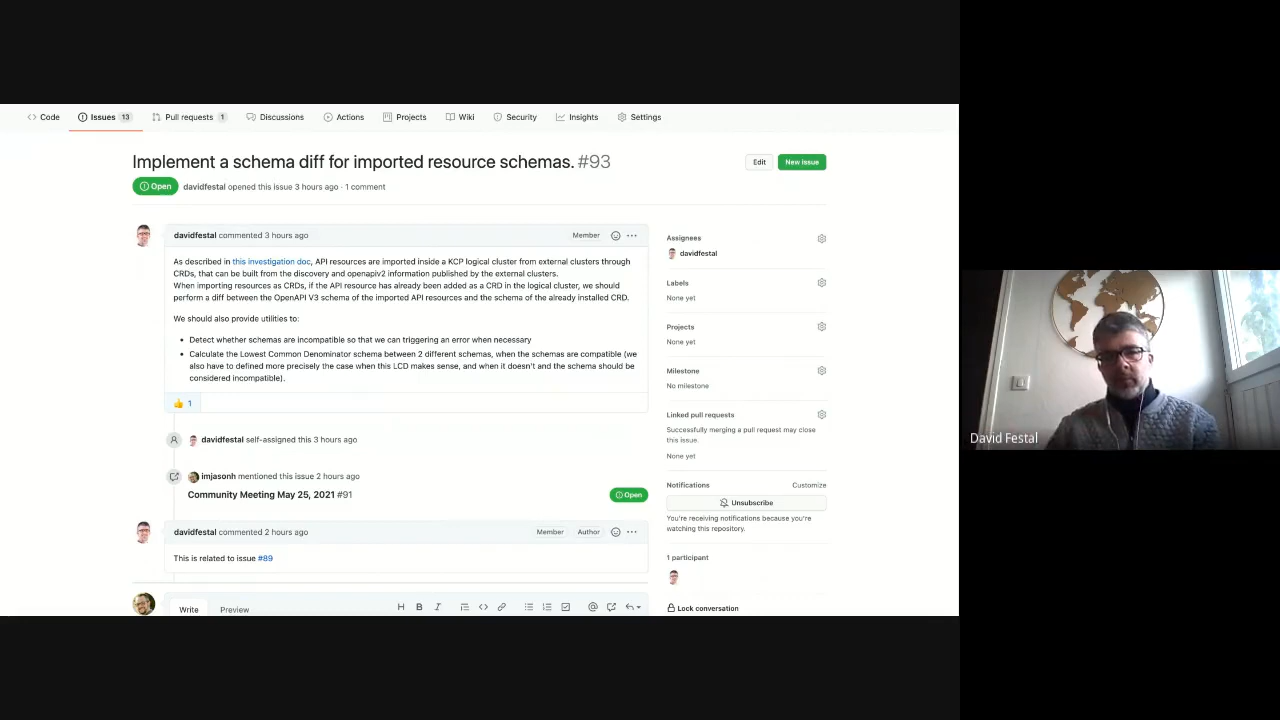 Code Issues 13 Pull requests 1 Discussions Actions Projects Wiki Security Insights Settings
Implement a schema diff for imported resource schemas. #93
Edit New issue
Open davidfestal opened this issue 3 hours ago · 1 comment
davidfestal commented 3 hours ago Member
As described in this investigation doc, API resources are imported inside a KCP logical cluster from external clusters through
CRDs, that can be built from the discovery and openapiv2 information published by the external clusters.
When importing resources as CRDs, if the API resource has already been added as a CRD in the logical cluster, we should
perform a diff between the OpenAPI V3 schema of the imported API resources and the schema of the already installed CRD.
We should also provide utilities to:
• Detect whether schemas are incompatible so that we can triggering an error when necessary
• Calculate the Lowest Common Denominator schema between 2 different schemas, when the schemas are compatible (we
also have to defined more precisely the case when this LCD makes sense, and when it doesn't and the schema should be
considered incompatible).
👍 1
davidfestal self-assigned this 3 hours ago
imjasonh mentioned this issue 2 hours ago
Community Meeting May 25, 2021 #91
Open
davidfestal commented 2 hours ago Member Author
This is related to issue #89
Write Preview
Assignees
davidfestal
Labels
None yet
Projects
None yet
Milestone
No milestone
Linked pull requests
Successfully merging a pull request may close
this issue.
None yet
Notifications Customize
Unsubscribe
You're receiving notifications because you're
watching this repository.
1 participant
Lock conversation
David Festal